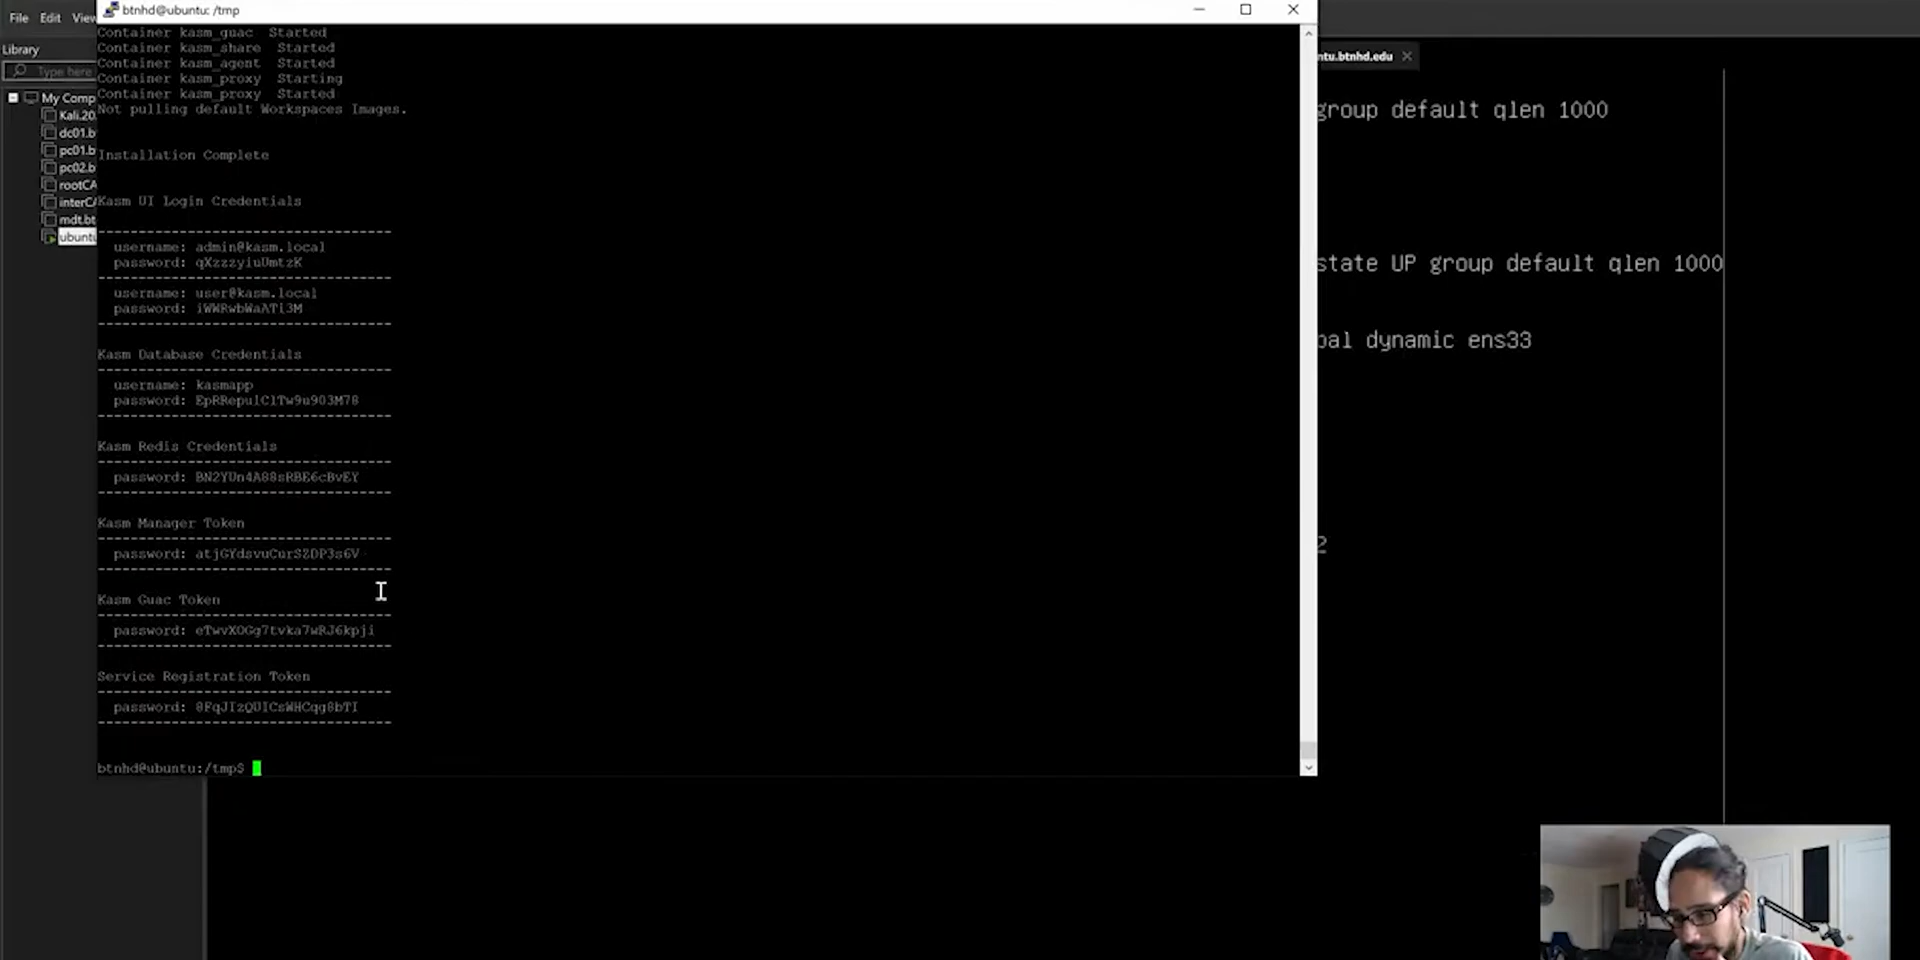 File Edit View
btnhd@ubuntu: /tmp
Library
Type here
My Comp
Kali.20
dc01.b
pc01.b
pc02.b
rootCA
interCA
mdt.bt
ubuntu
Container kasm_guac  Started
Container kasm_share  Started
Container kasm_agent  Started
Container kasm_proxy  Starting
Container kasm_proxy  Started
Not pulling default Workspaces Images.
Installation Complete
Kasm UI Login Credentials
------------------------------------
username: admin@kasm.local
password: qXzzzyiuUmtzK
------------------------------------
username: user@kasm.local
password: iWWRwbWaATl3M
------------------------------------
Kasm Database Credentials
------------------------------------
username: kasmapp
password: EpRRepulClTw9u903M78
------------------------------------
Kasm Redis Credentials
------------------------------------
password: BN2YUn4A88sRBE6cBvEY
------------------------------------
Kasm Manager Token
------------------------------------
password: atjGYdsvuCurSZDP3s6V
------------------------------------
Kasm Guac Token
------------------------------------
password: eTwvXOGg7tvka7wRJ6kpji
------------------------------------
Service Registration Token
------------------------------------
password: 8FqJIzQUICsWHCqg8bTI
------------------------------------
btnhd@ubuntu:/tmp$
ntu.btnhd.edu
group default qlen 1000
state UP group default qlen 1000
bal dynamic ens33
2